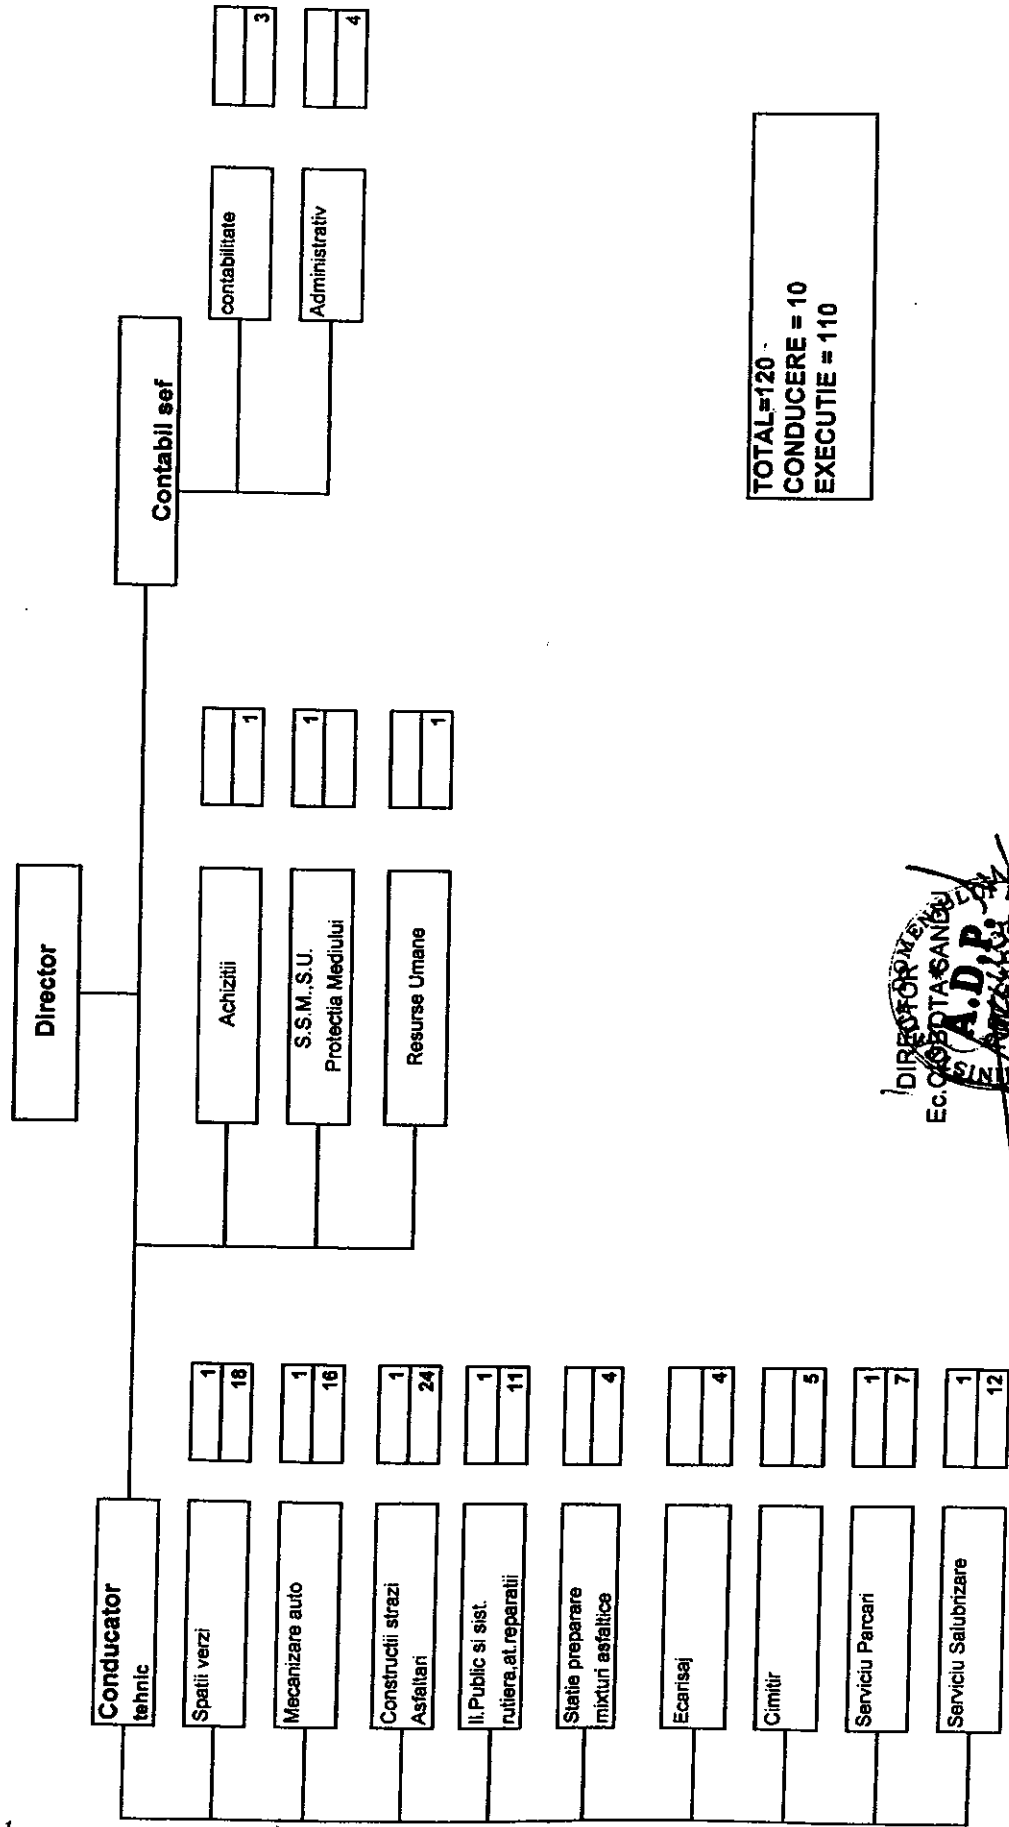 Director
Conducator
tehnic
Contabil sef
Spatii verzi
1
18
Mecanizare auto
1
16
Constructii strazi
Asfaltari
1
24
Il.Public si sist.
rutiera,at.reparatii
1
11
Statie preparare
mixturi asfaltice
4
Ecarisaj
4
Cimitir
5
Serviciu Parcari
1
7
Serviciu Salubrizare
1
12
Achizitii
1
S.S.M.,S.U.
Protectia Mediului
1
Resurse Umane
1
contabilitate
3
Administrativ
4
TOTAL=120
CONDUCERE = 10
EXECUTIE = 110
DIRECTOR
A.D.P.